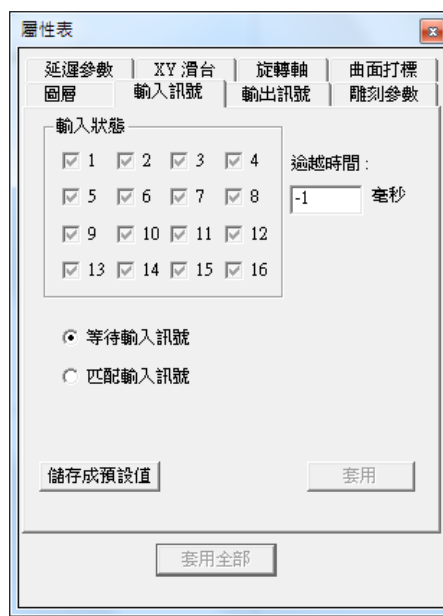 屬性表
延遲參數 XY 滑台 旋轉軸 曲面打標
圖層 輸入訊號 輸出訊號 雕刻參數
輸入狀態
1 2 3 4
逾越時間 :
5 6 7 8
-1 毫秒
9 10 11 12
13 14 15 16
等待輸入訊號
匹配輸入訊號
儲存成預設值 套用
套用全部